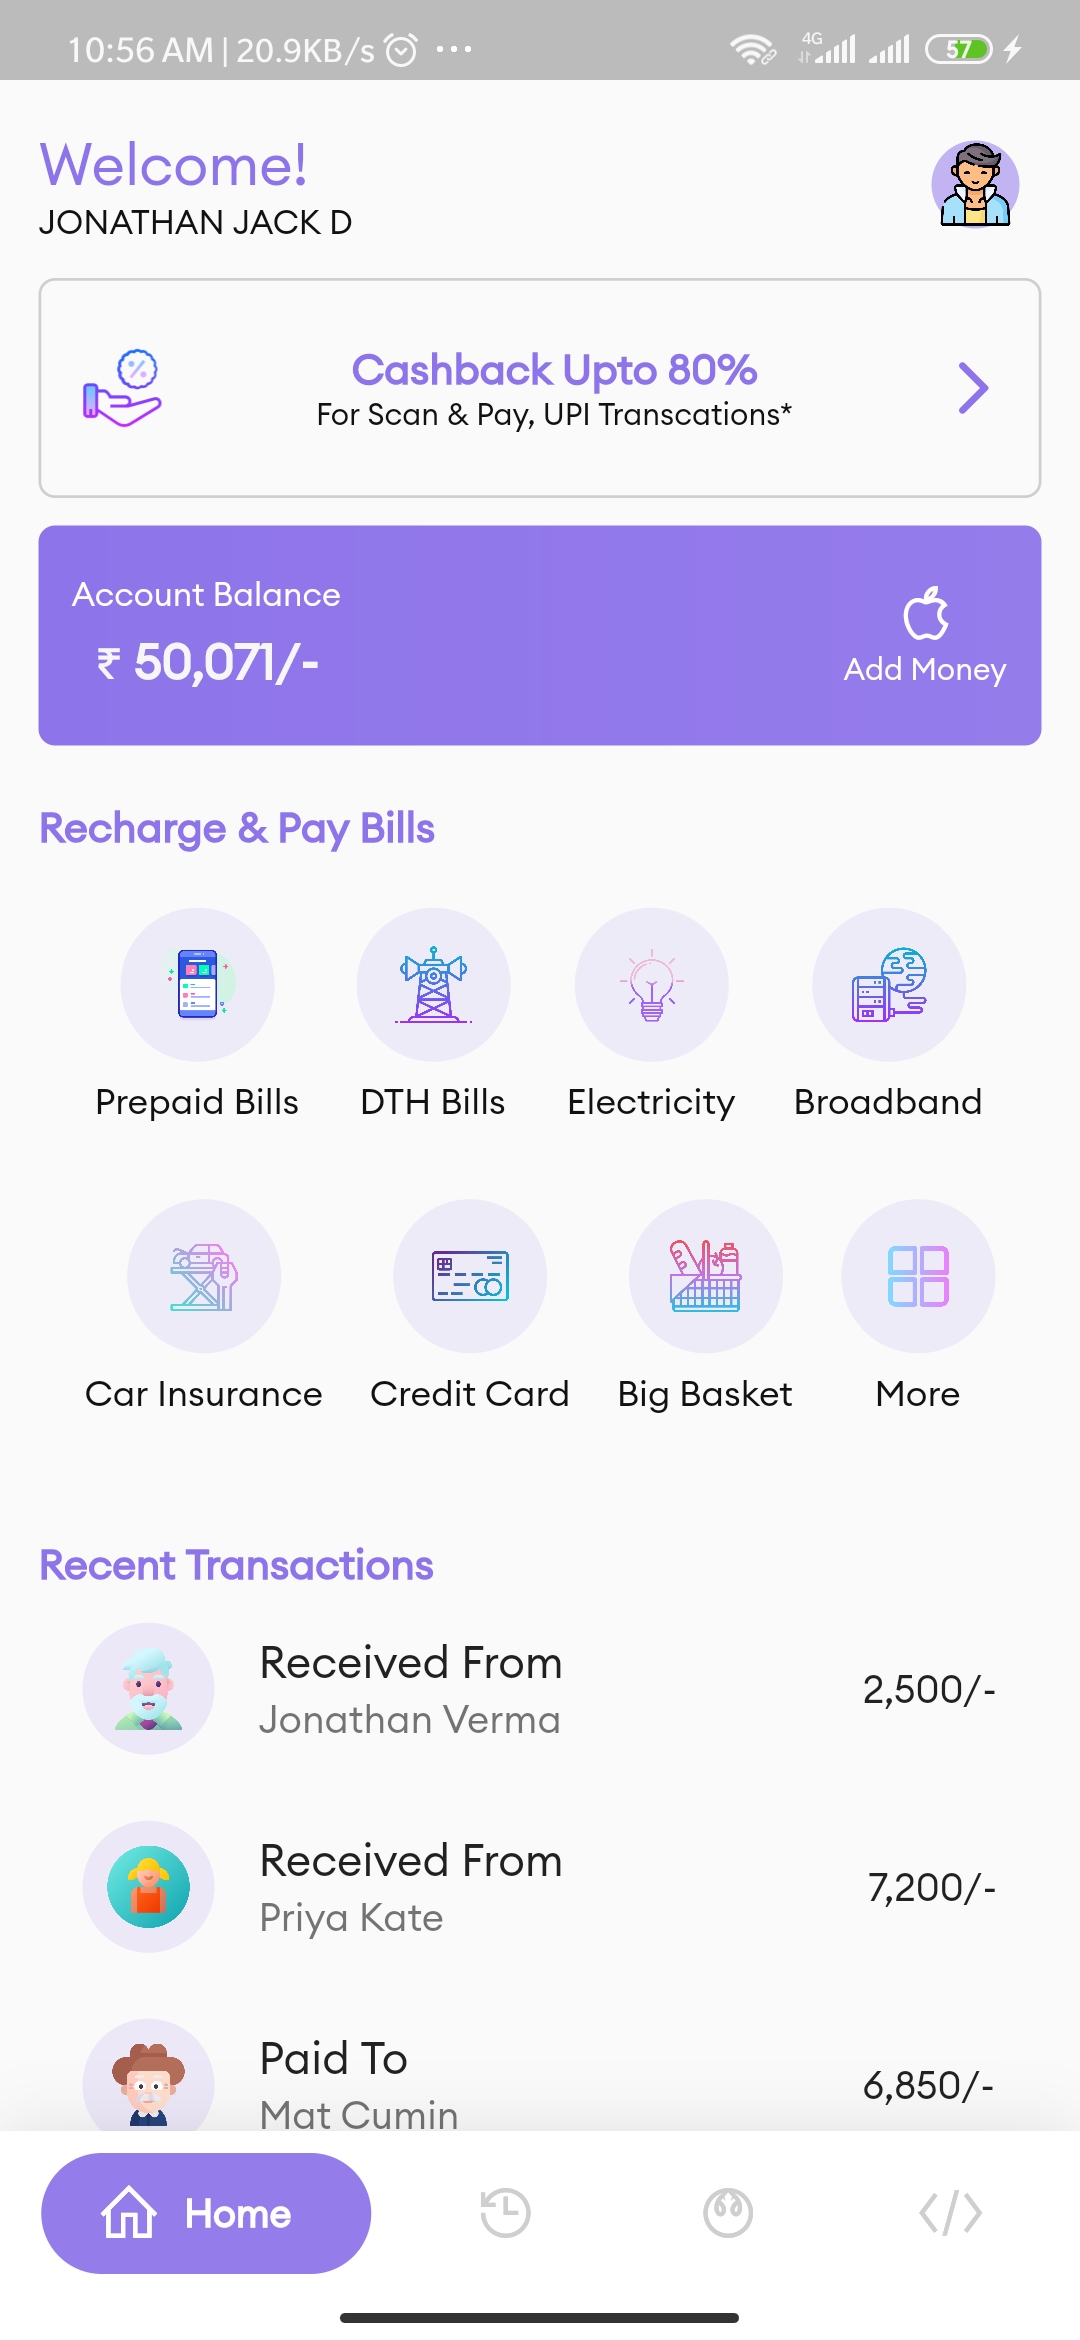 10:56 AM | 20.9KB/s ...
4G
57
Welcome!
JONATHAN JACK D
Cashback Upto 80%
For Scan & Pay, UPI Transcations*
Account Balance
₹ 50,071/-
Add Money
Recharge & Pay Bills
Prepaid Bills DTH Bills Electricity Broadband
Car Insurance Credit Card Big Basket More
Recent Transactions
Received From
Jonathan Verma
2,500/-
Received From
Priya Kate
7,200/-
Paid To
Mat Cumin
6,850/-
Home